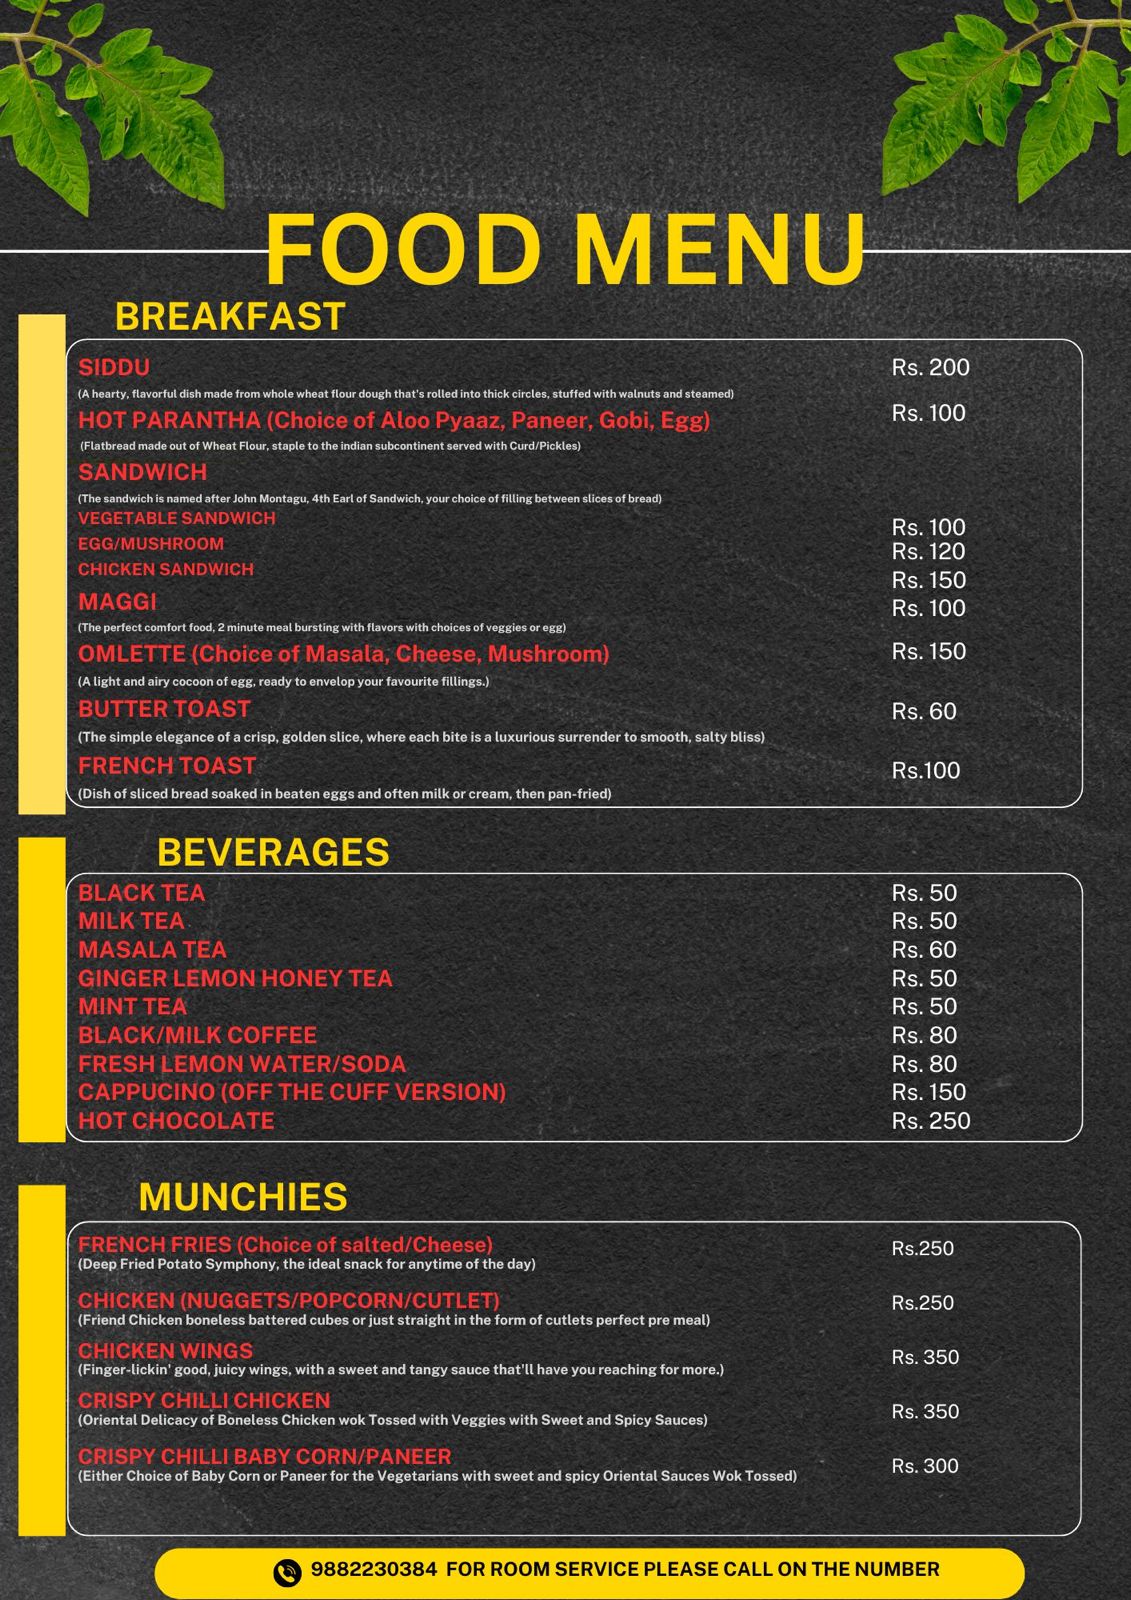 FOOD MENU
BREAKFAST
SIDDU Rs. 200
(A hearty, flavorful dish made from whole wheat flour dough that's rolled into thick circles, stuffed with walnuts and steamed)
HOT PARANTHA (Choice of Aloo Pyaaz, Paneer, Gobi, Egg) Rs. 100
(Flatbread made out of Wheat Flour, staple to the indian subcontinent served with Curd/Pickles)
SANDWICH
(The sandwich is named after John Montagu, 4th Earl of Sandwich, your choice of filling between slices of bread)
VEGETABLE SANDWICH Rs. 100
EGG/MUSHROOM Rs. 120
CHICKEN SANDWICH Rs. 150
MAGGI Rs. 100
(The perfect comfort food, 2 minute meal bursting with flavors with choices of veggies or egg)
OMLETTE (Choice of Masala, Cheese, Mushroom) Rs. 150
(A light and airy cocoon of egg, ready to envelop your favourite fillings.)
BUTTER TOAST Rs. 60
(The simple elegance of a crisp, golden slice, where each bite is a luxurious surrender to smooth, salty bliss)
FRENCH TOAST Rs.100
(Dish of sliced bread soaked in beaten eggs and often milk or cream, then pan-fried)
BEVERAGES
BLACK TEA Rs. 50
MILK TEA Rs. 50
MASALA TEA Rs. 60
GINGER LEMON HONEY TEA Rs. 50
MINT TEA Rs. 50
BLACK/MILK COFFEE Rs. 80
FRESH LEMON WATER/SODA Rs. 80
CAPPUCINO (OFF THE CUFF VERSION) Rs. 150
HOT CHOCOLATE Rs. 250
MUNCHIES
FRENCH FRIES (Choice of salted/Cheese) Rs.250
(Deep Fried Potato Symphony, the ideal snack for anytime of the day)
CHICKEN (NUGGETS/POPCORN/CUTLET) Rs.250
(Friend Chicken boneless battered cubes or just straight in the form of cutlets perfect pre meal)
CHICKEN WINGS Rs. 350
(Finger-lickin' good, juicy wings, with a sweet and tangy sauce that'll have you reaching for more.)
CRISPY CHILLI CHICKEN Rs. 350
(Oriental Delicacy of Boneless Chicken wok Tossed with Veggies with Sweet and Spicy Sauces)
CRISPY CHILLI BABY CORN/PANEER Rs. 300
(Either Choice of Baby Corn or Paneer for the Vegetarians with sweet and spicy Oriental Sauces Wok Tossed)
9882230384 FOR ROOM SERVICE PLEASE CALL ON THE NUMBER